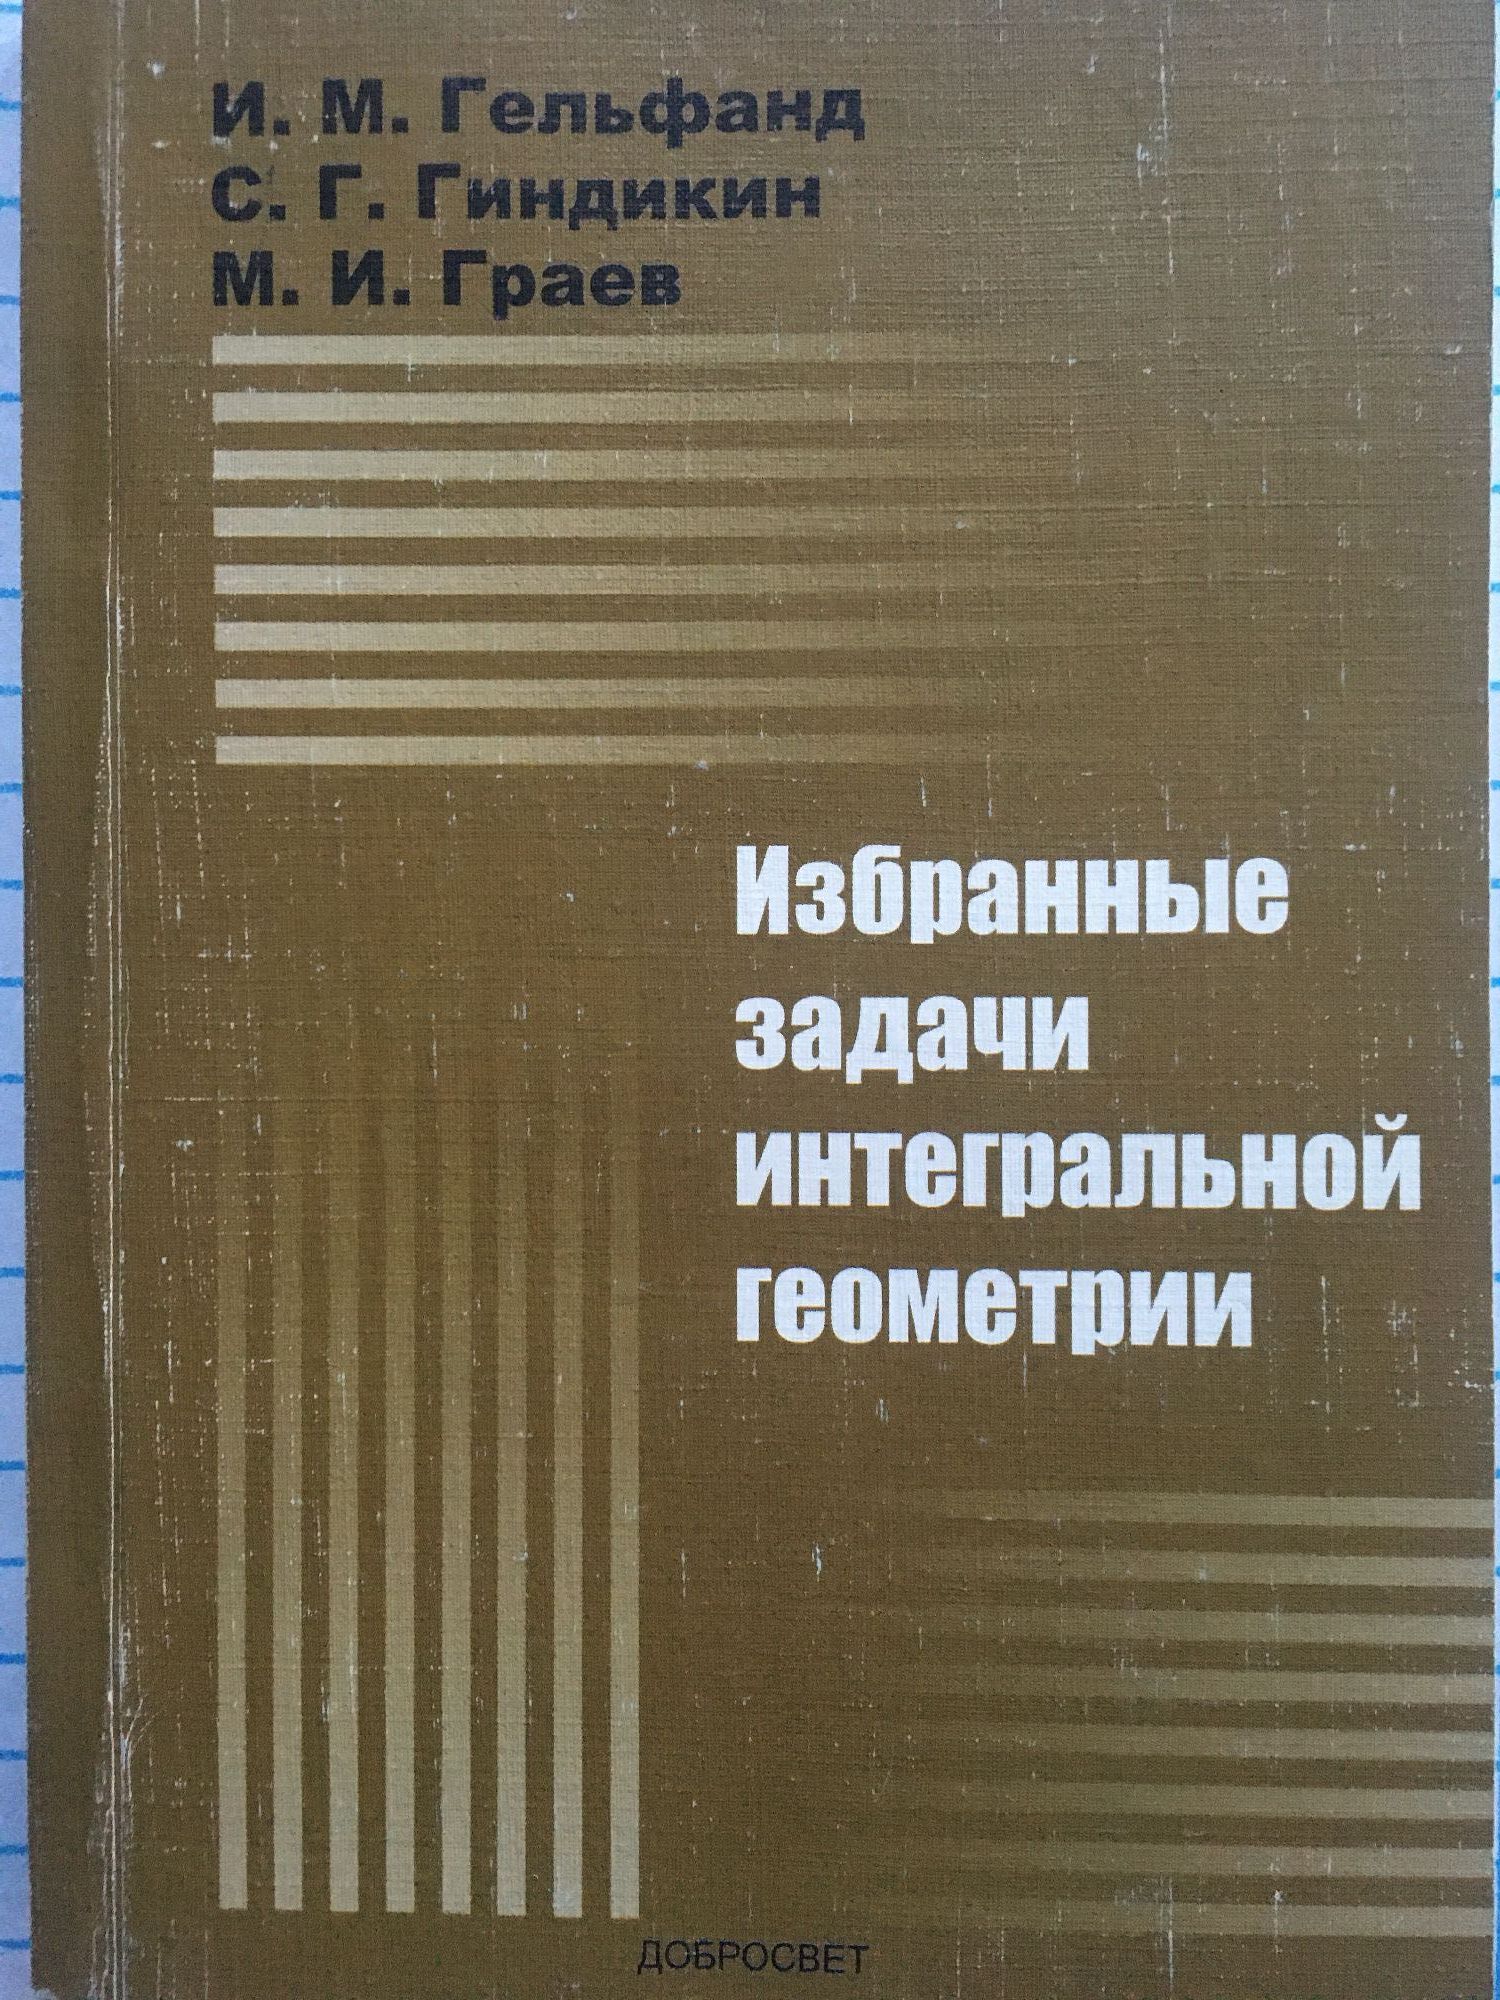 И. М. Гельфанд
С. Г. Гиндикин
М. И. Граев
Избранные
задачи
интегральной
геометрии
ДОБРОСВЕТ